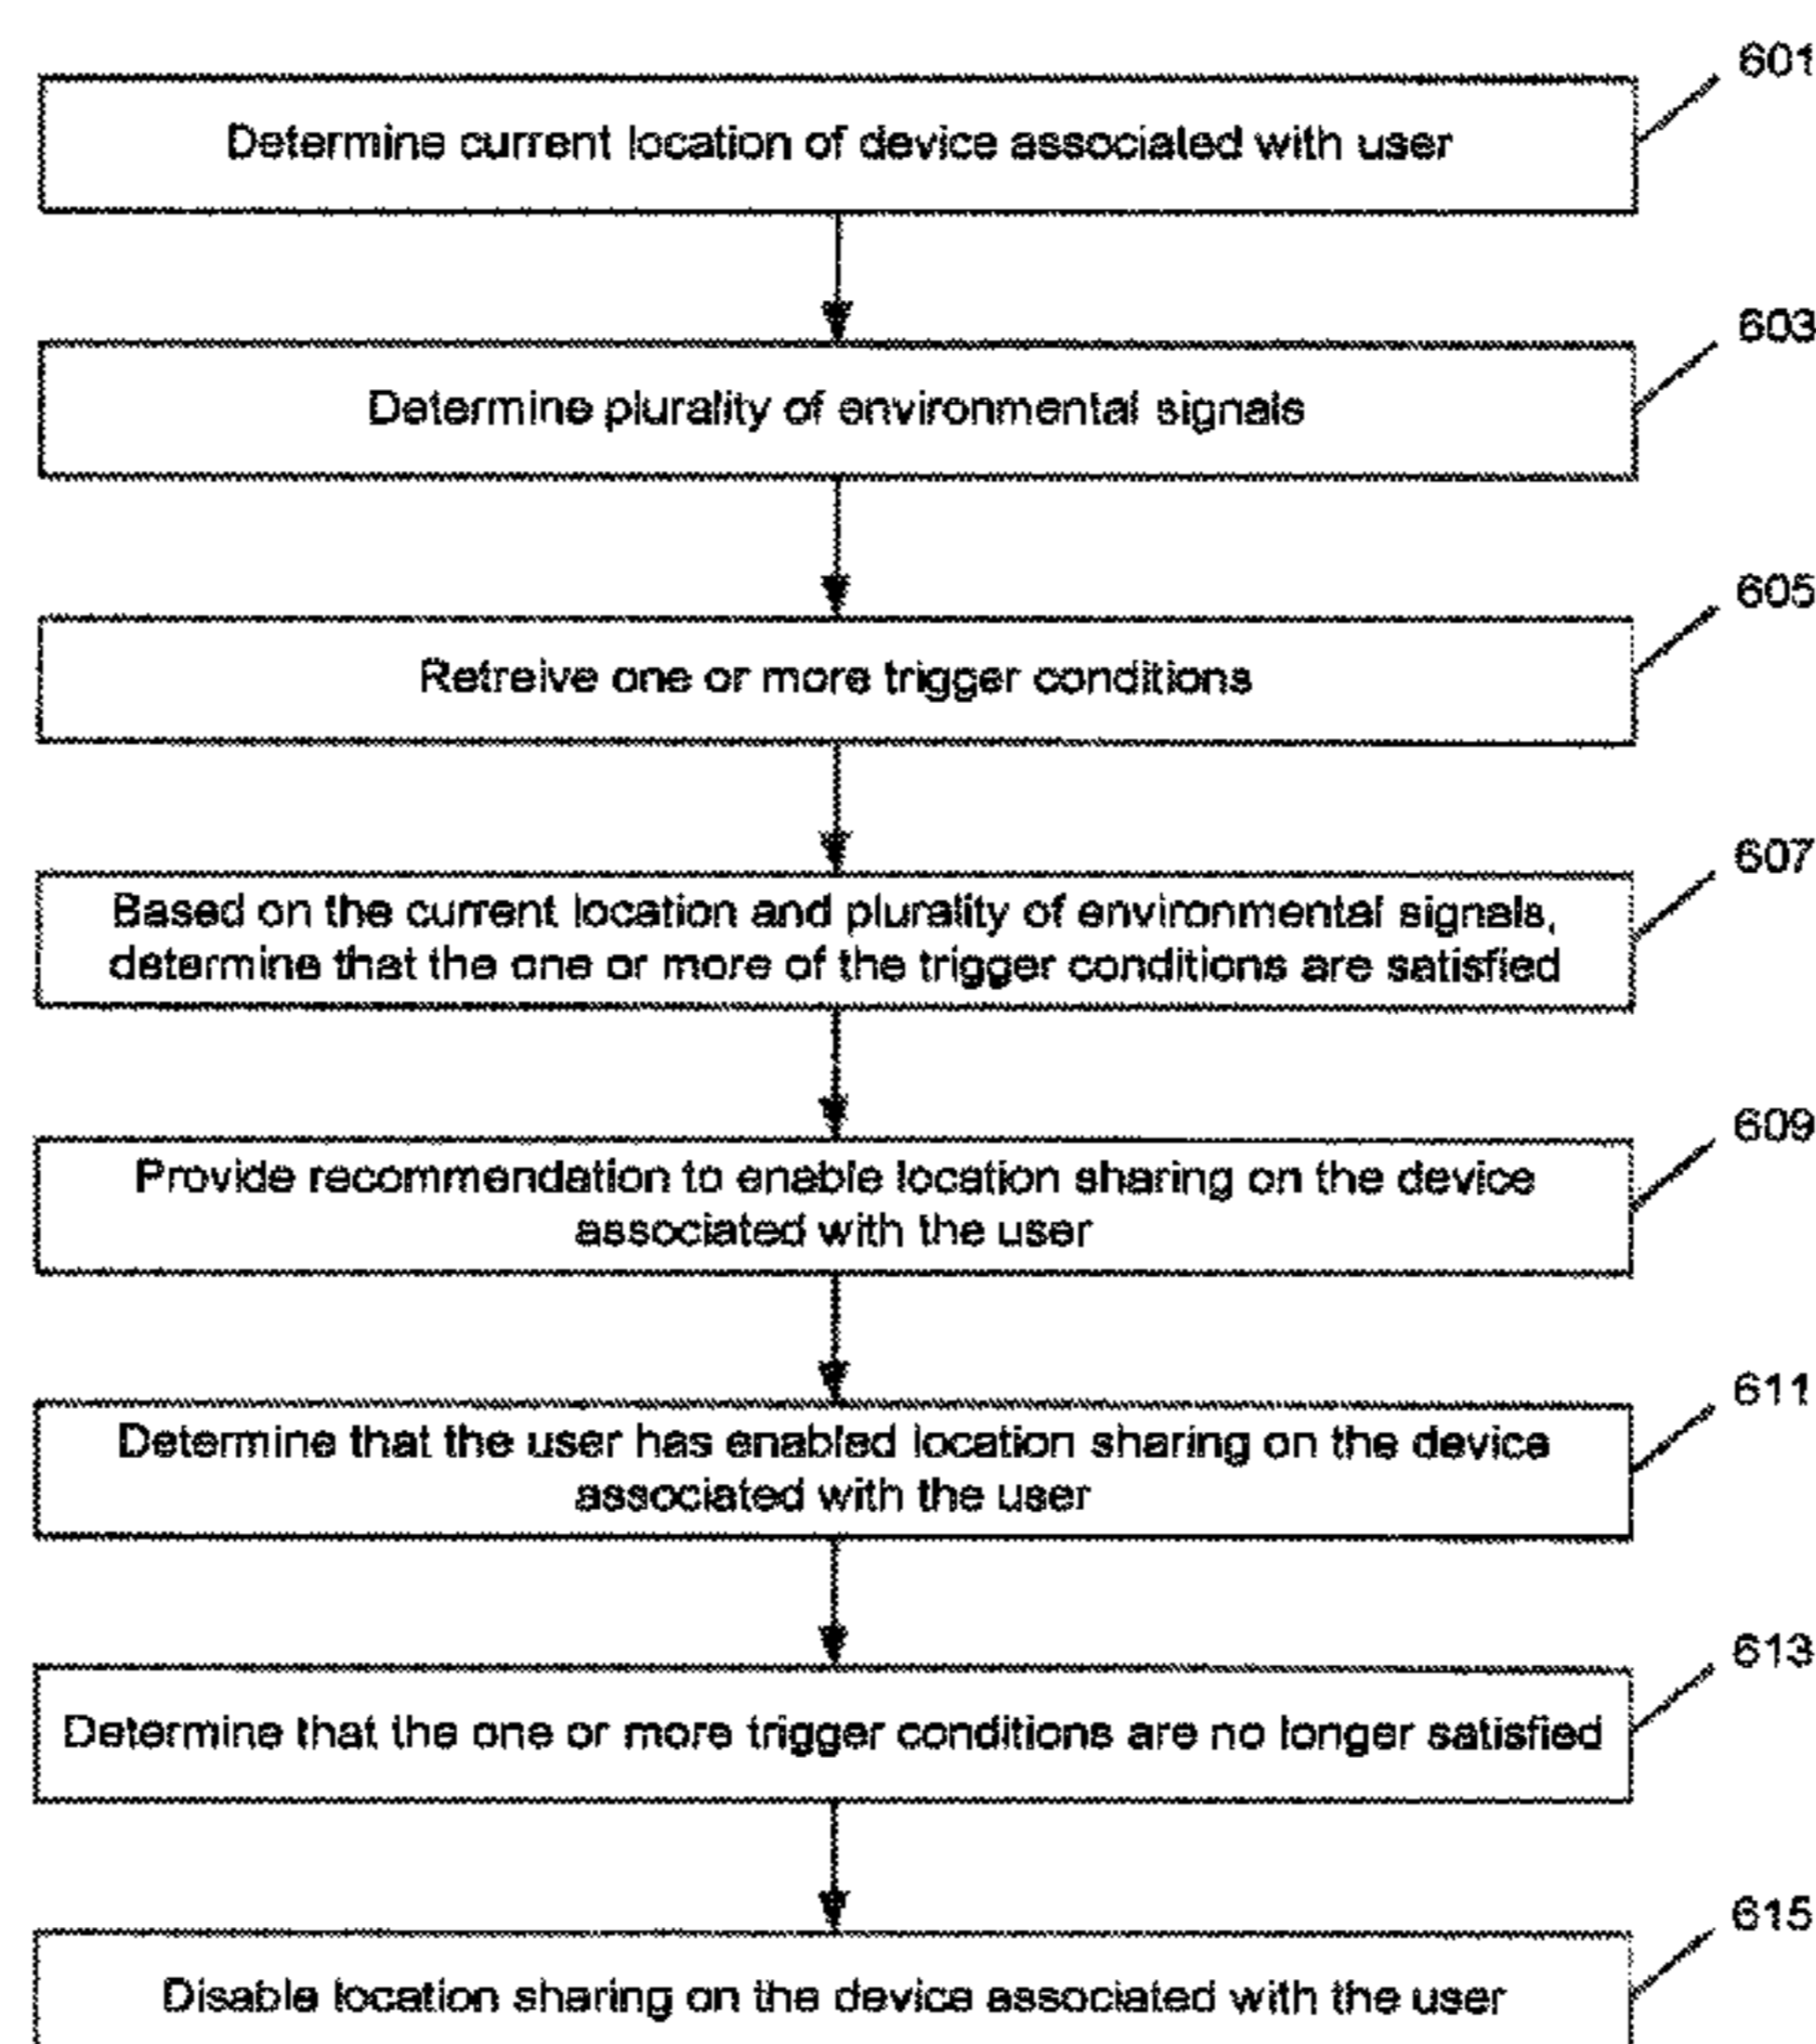 601
Determine current location of device associated with user
603
Determine plurality of environmental signals
605
Retreive one or more trigger conditions
607
Based on the current location and plurality of environmental signals,
determine that the one or more of the trigger conditions are satisfied
609
Provide recommendation to enable location sharing on the device
associated with the user
611
Determine that the user has enabled location sharing on the device
associated with the user
613
Determine that the one or more trigger conditions are no longer satisfied
615
Disable location sharing on the device associated with the user